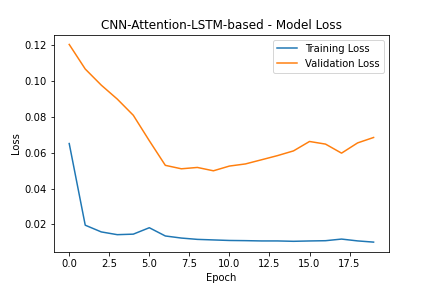 CNN-Attention-LSTM-based - Model Loss
Training Loss
Validation Loss
Loss
0.12
0.10
0.08
0.06
0.04
0.02
0.0 2.5 5.0 7.5 10.0 12.5 15.0 17.5
Epoch